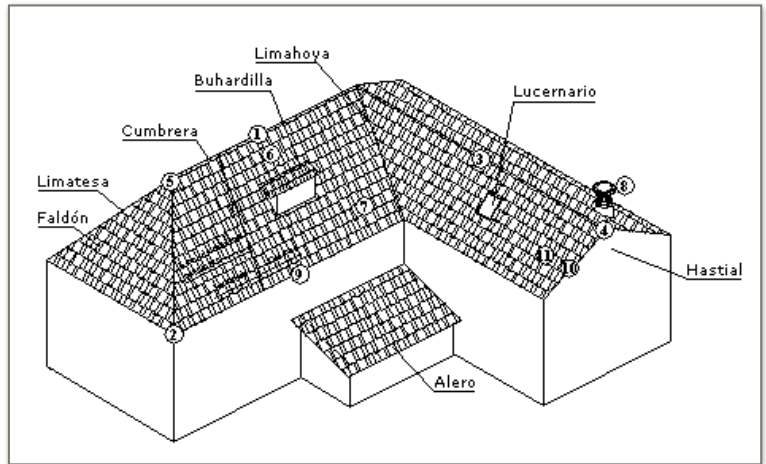 Limahoya
Buhardilla
Lucernario
Cumbrera
1
6
3
Limatesa
5
8
Faldón
7
4
11
10
9
Hastial
2
Alero